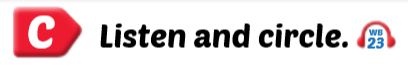 C Listen and circle. WB 23